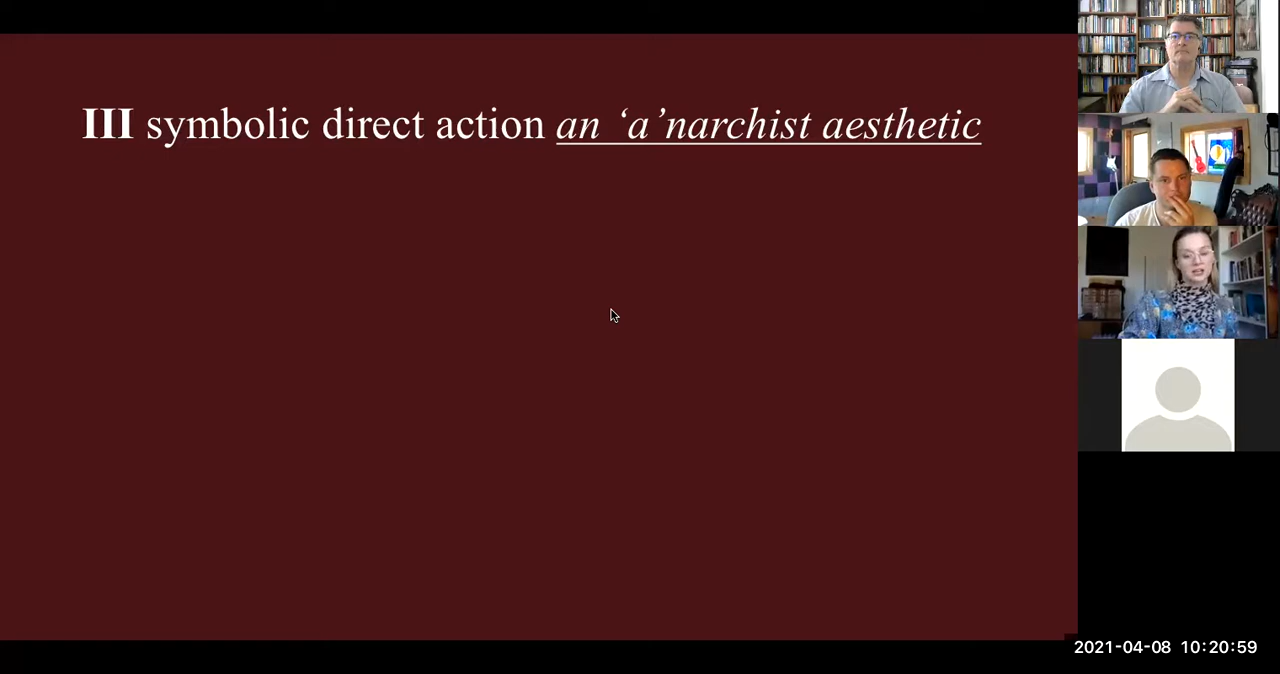 III symbolic direct action an ‘a’narchist aesthetic
2021-04-08 10:20:59